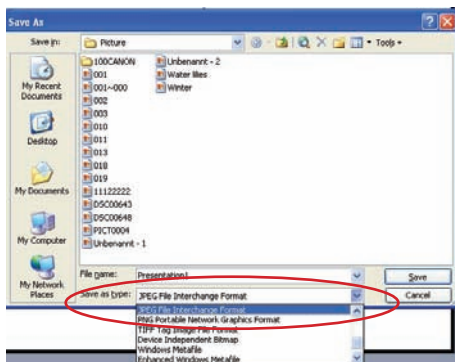 Save As
Save in:
Picture
Tools
My Recent Documents
Desktop
My Documents
My Computer
My Network Places
100CANON
001
001~000
002
003
010
011
013
018
019
11122222
DSC00643
DSC00648
PICT0004
Unbenannt - 1
Unbenannt - 2
Water lilies
Winter
File name:
Presentation1
Save
Save as type:
JPEG File Interchange Format
Cancel
JPEG File Interchange Format
PNG Portable Network Graphics Format
TIFF Tag Image File Format
Device Independent Bitmap
Windows Metafile
Enhanced Windows Metafile